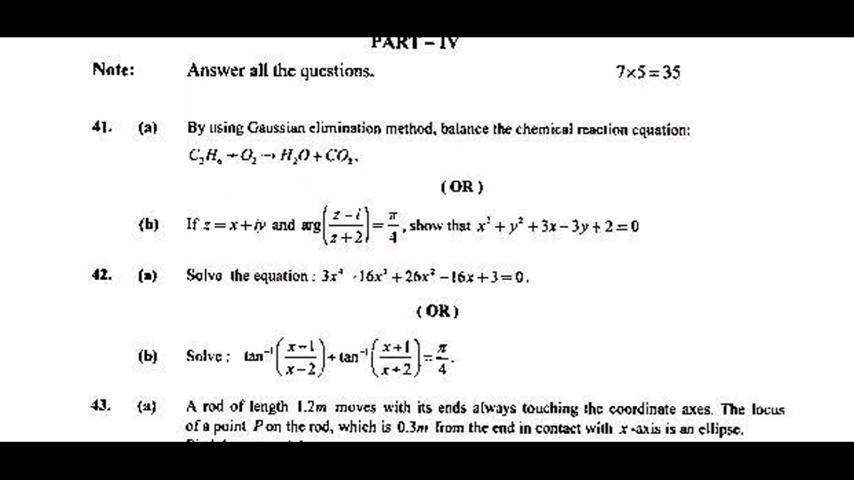 PART – IV
Note: Answer all the questions. 7×5=35
41. (a) By using Gaussian elimination method, balance the chemical reaction equation:
C₂H₆ + O₂ → H₂O + CO₂.
(OR)
(b) If z = x + iy and arg((z − i)/(z + 2)) = π/4, show that x² + y² + 3x − 3y + 2 = 0
42. (a) Solve the equation : 3x⁴ - 16x³ + 26x² − 16x + 3 = 0.
(OR)
(b) Solve : tan⁻¹((x − 1)/(x − 2)) + tan⁻¹((x + 1)/(x + 2)) = π/4.
43. (a) A rod of length 1.2m moves with its ends always touching the coordinate axes. The locus
of a point P on the rod, which is 0.3m from the end in contact with x-axis is an ellipse.